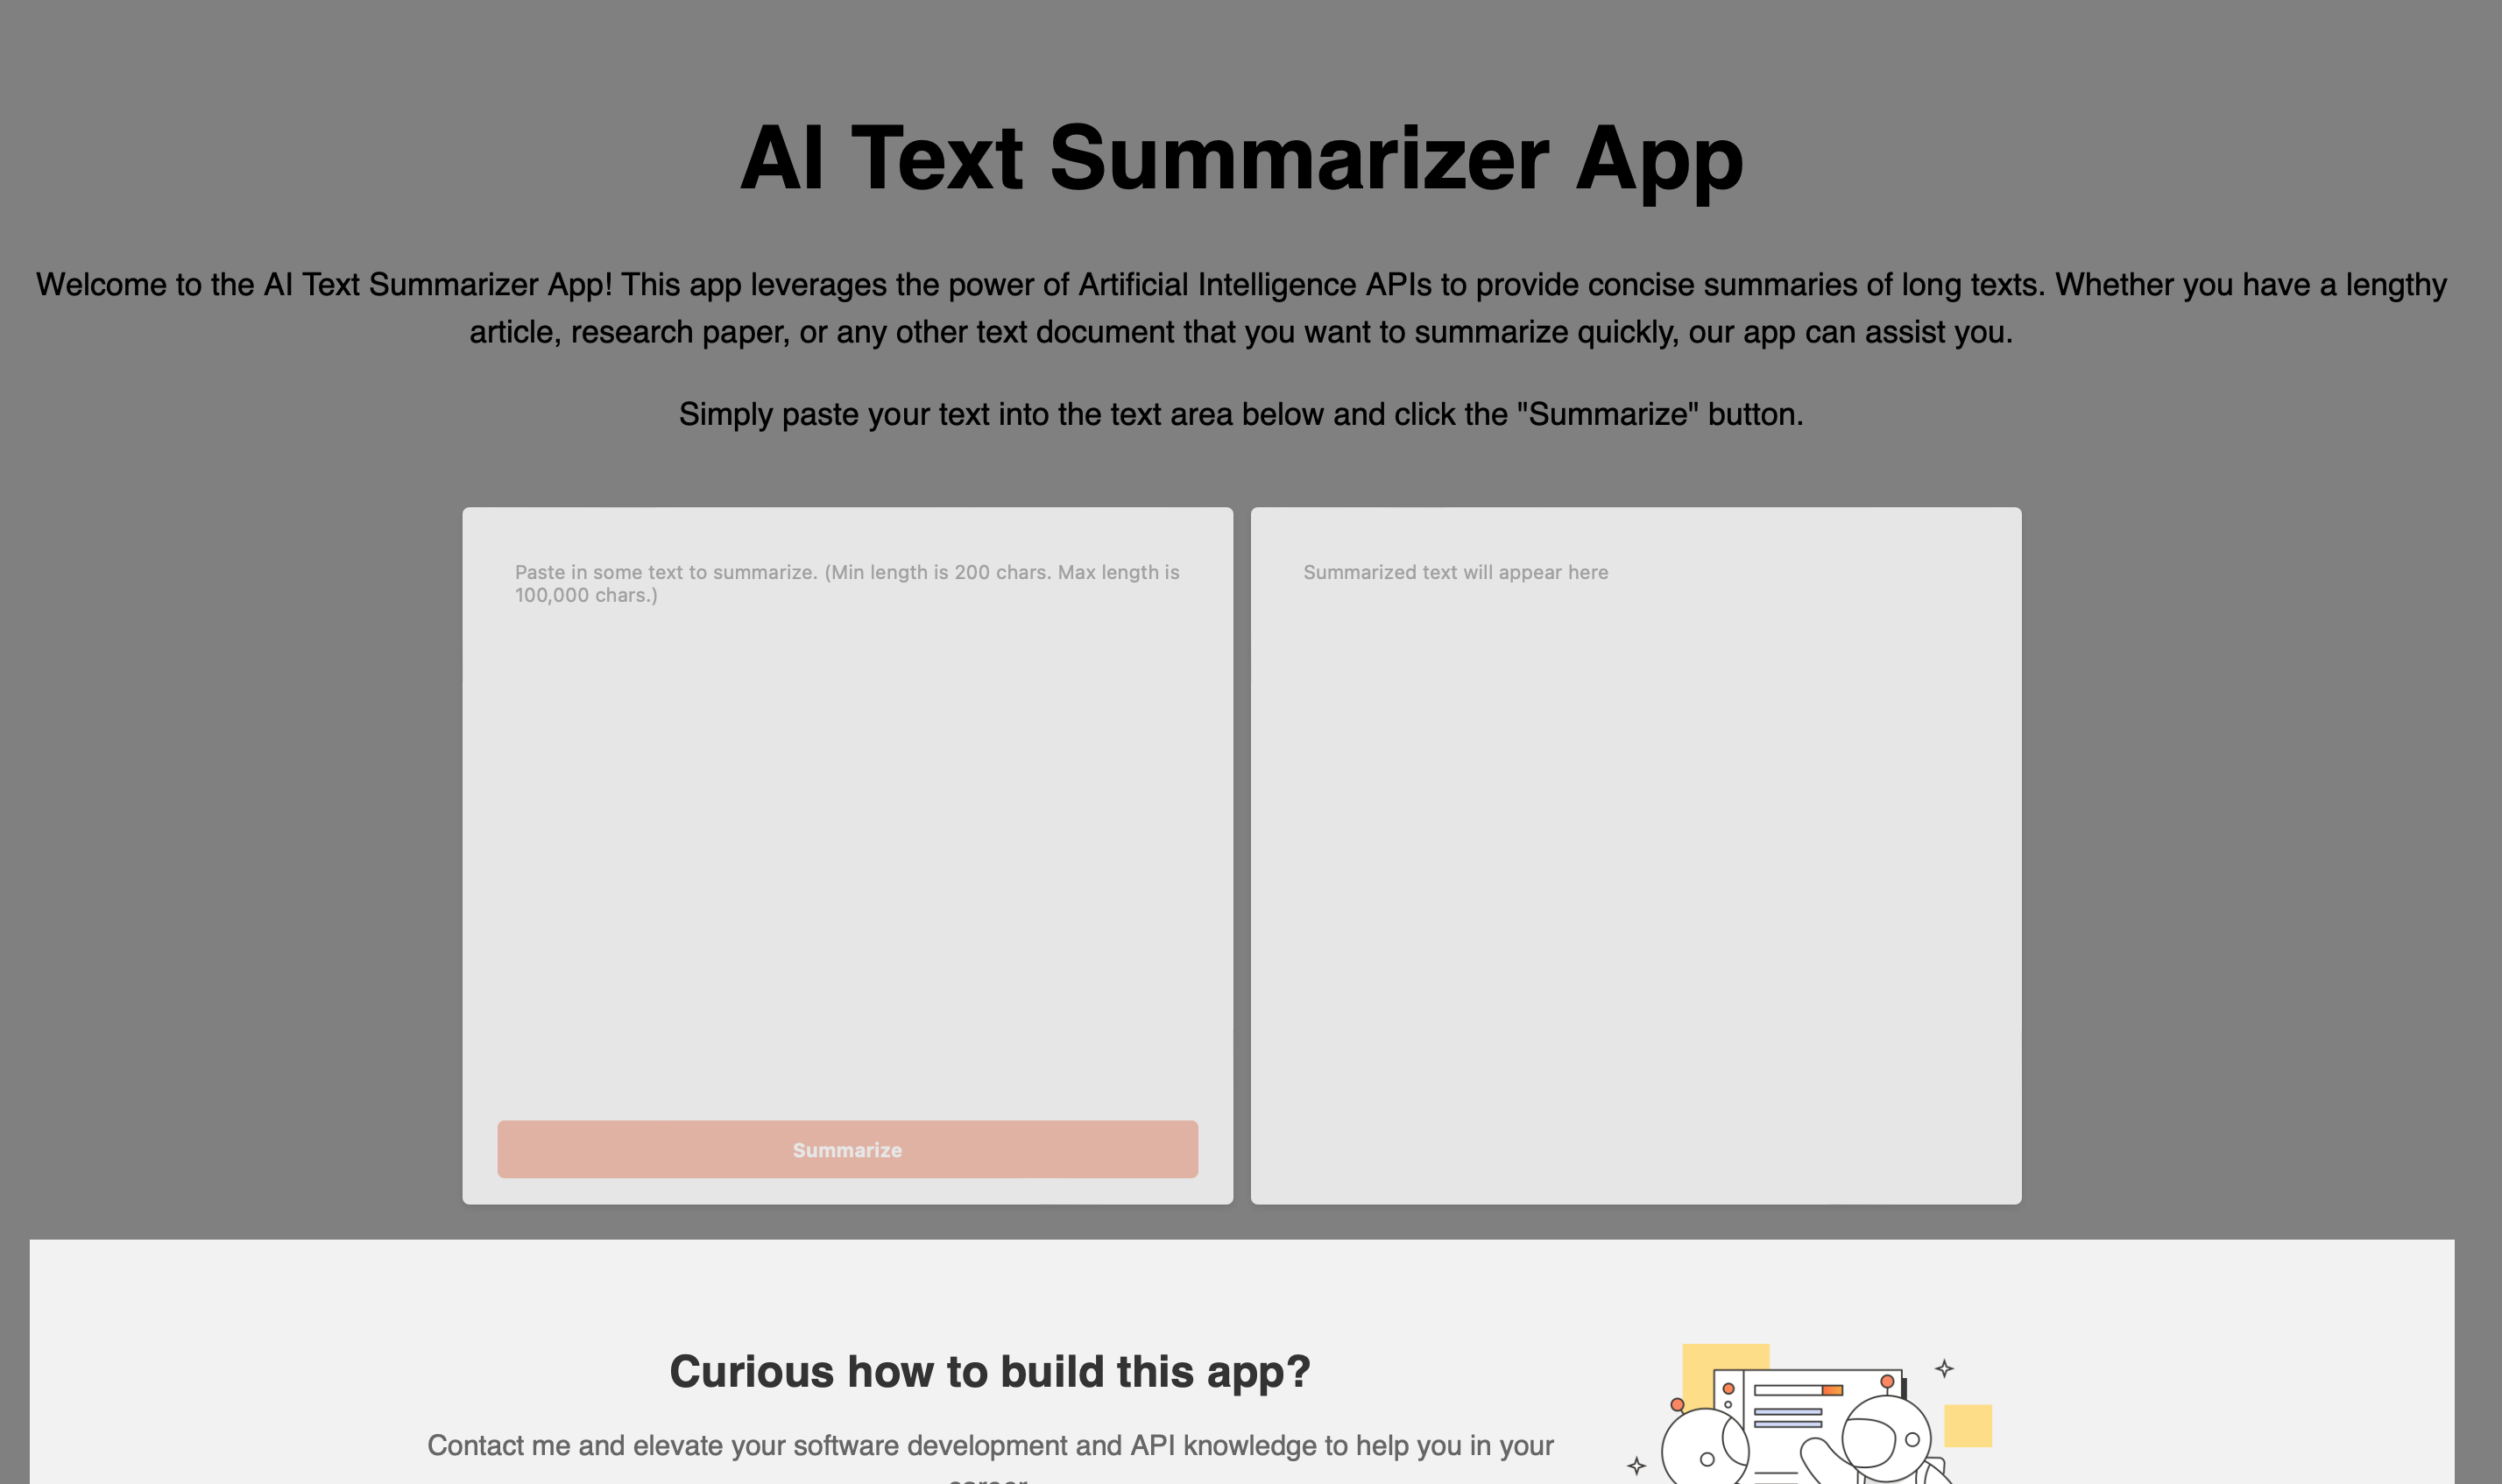 AI Text Summarizer App
Welcome to the AI Text Summarizer App! This app leverages the power of Artificial Intelligence APIs to provide concise summaries of long texts. Whether you have a lengthy
article, research paper, or any other text document that you want to summarize quickly, our app can assist you.
Simply paste your text into the text area below and click the "Summarize" button.
Paste in some text to summarize. (Min length is 200 chars. Max length is
100,000 chars.)
Summarized text will appear here
Summarize
Curious how to build this app?
Contact me and elevate your software development and API knowledge to help you in your
career